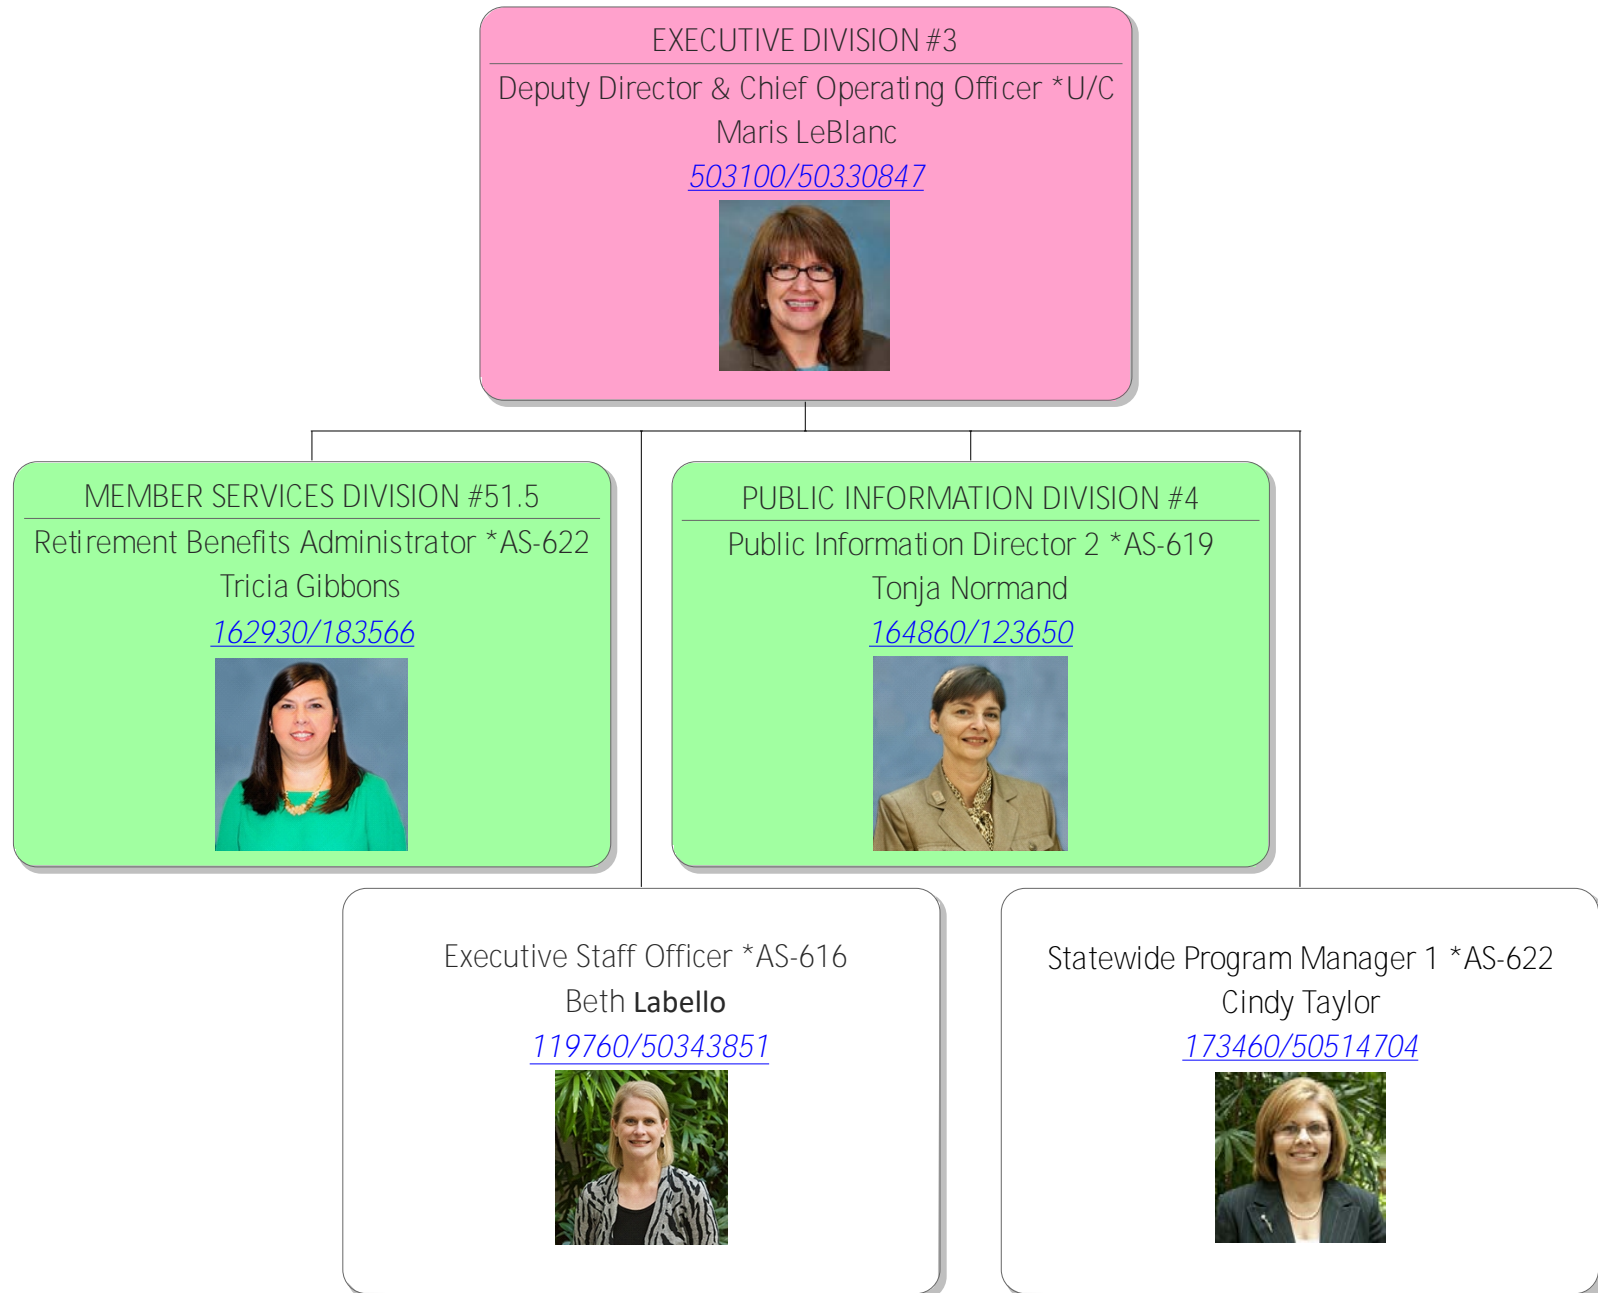 EXECUTIVE DIVISION #3
Deputy Director & Chief Operating Officer *U/C
Maris LeBlanc
503100/50330847
MEMBER SERVICES DIVISION #51.5
Retirement Benefits Administrator *AS-622
Tricia Gibbons
162930/183566
PUBLIC INFORMATION DIVISION #4
Public Information Director 2 *AS-619
Tonja Normand
164860/123650
Executive Staff Officer *AS-616
Beth Labello
119760/50343851
Statewide Program Manager 1 *AS-622
Cindy Taylor
173460/50514704